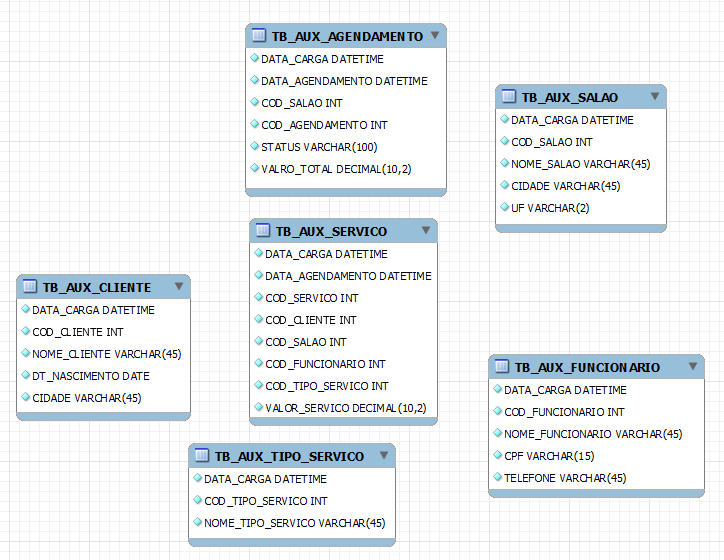 TB_AUX_AGENDAMENTO
DATA_CARGA DATETIME
DATA_AGENDAMENTO DATETIME
COD_SALAO INT
COD_AGENDAMENTO INT
STATUS VARCHAR(100)
VALRO_TOTAL DECIMAL(10,2)
TB_AUX_SALAO
DATA_CARGA DATETIME
COD_SALAO INT
NOME_SALAO VARCHAR(45)
CIDADE VARCHAR(45)
UF VARCHAR(2)
TB_AUX_SERVICO
DATA_CARGA DATETIME
DATA_AGENDAMENTO DATETIME
COD_SERVICO INT
COD_CLIENTE INT
COD_SALAO INT
COD_FUNCIONARIO INT
COD_TIPO_SERVICO INT
VALOR_SERVICO DECIMAL(10,2)
TB_AUX_CLIENTE
DATA_CARGA DATETIME
COD_CLIENTE INT
NOME_CLIENTE VARCHAR(45)
DT_NASCIMENTO DATE
CIDADE VARCHAR(45)
TB_AUX_FUNCIONARIO
DATA_CARGA DATETIME
COD_FUNCIONARIO INT
NOME_FUNCIONARIO VARCHAR(45)
CPF VARCHAR(15)
TELEFONE VARCHAR(45)
TB_AUX_TIPO_SERVICO
DATA_CARGA DATETIME
COD_TIPO_SERVICO INT
NOME_TIPO_SERVICO VARCHAR(45)